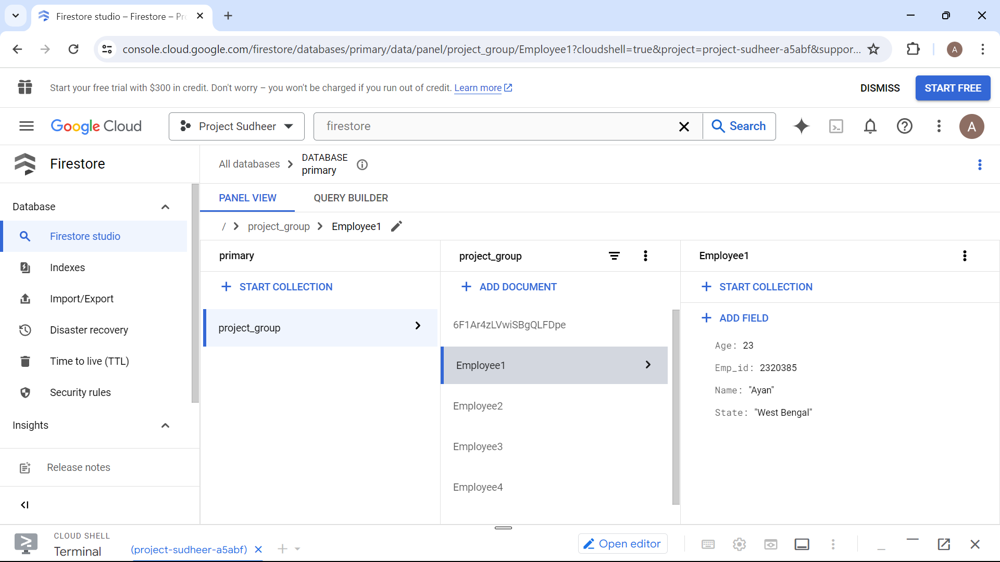 Firestore studio – Firestore – Pro
console.cloud.google.com/firestore/databases/primary/data/panel/project_group/Employee1?cloudshell=true&project=project-sudheer-a5abf&suppor...
A
Start your free trial with $300 in credit. Don't worry – you won't be charged if you run out of credit. Learn more
DISMISS
START FREE
Google Cloud
Project Sudheer
firestore
Search
A
Firestore
All databases
DATABASE
primary
Database
PANEL VIEW
QUERY BUILDER
/ > project_group > Employee1
Firestore studio
Indexes
Import/Export
Disaster recovery
Time to live (TTL)
Security rules
Insights
Release notes
primary
START COLLECTION
project_group
project_group
ADD DOCUMENT
6F1Ar4zLVwiSBgQLFDpe
Employee1
Employee2
Employee3
Employee4
Employee1
START COLLECTION
ADD FIELD
Age: 23
Emp_id: 2320385
Name: "Ayan"
State: "West Bengal"
CLOUD SHELL
Terminal
(project-sudheer-a5abf)
Open editor